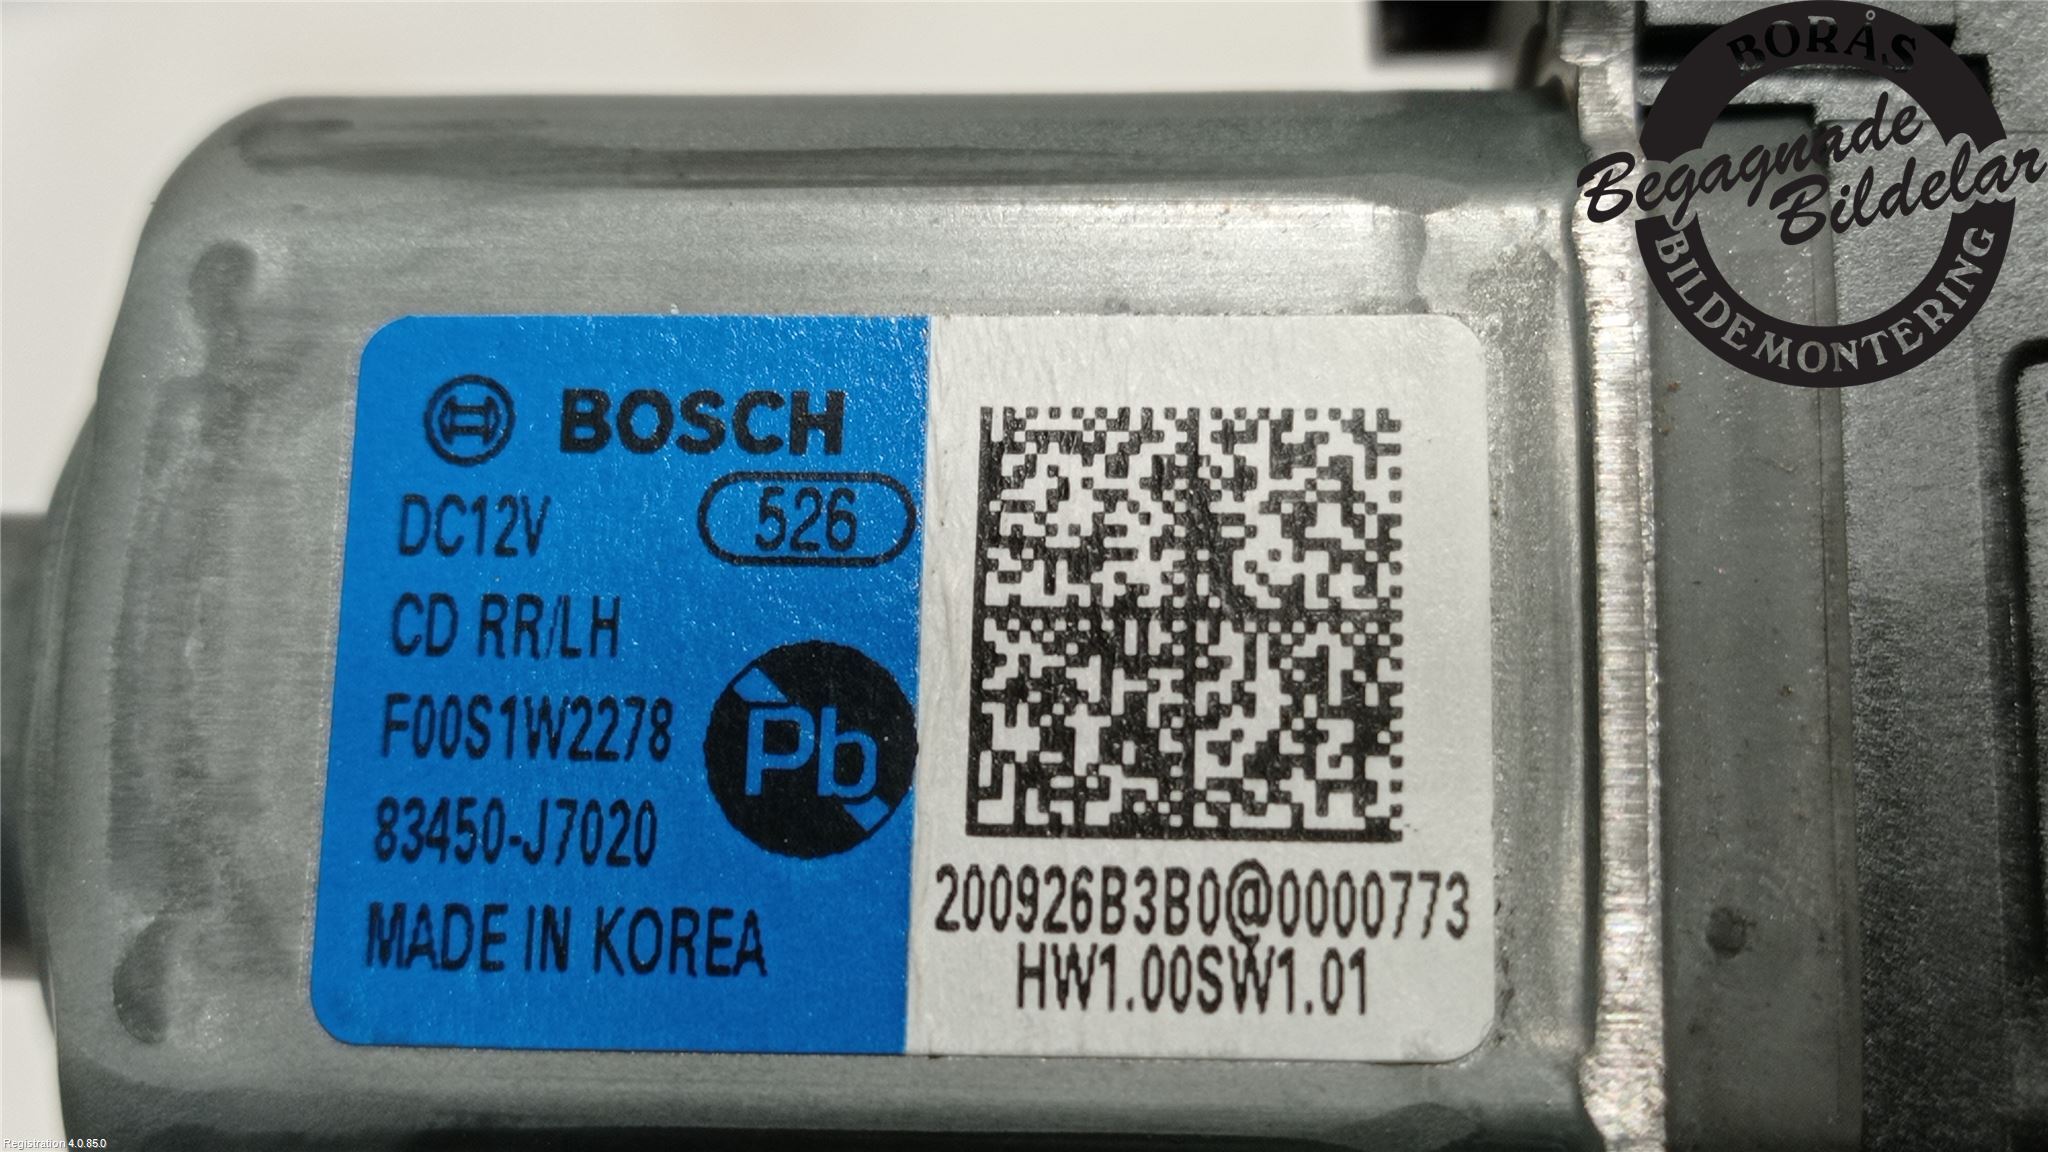 BORÅS
Begagnade
Bildelar
BILDEMONTERING
BOSCH
DC12V
526
CD RR/LH
F00S1W2278
Pb
83450-J7020
MADE IN KOREA
200926B3B0@0000773
HW1.00SW1.01
Registration 4.0.85.0